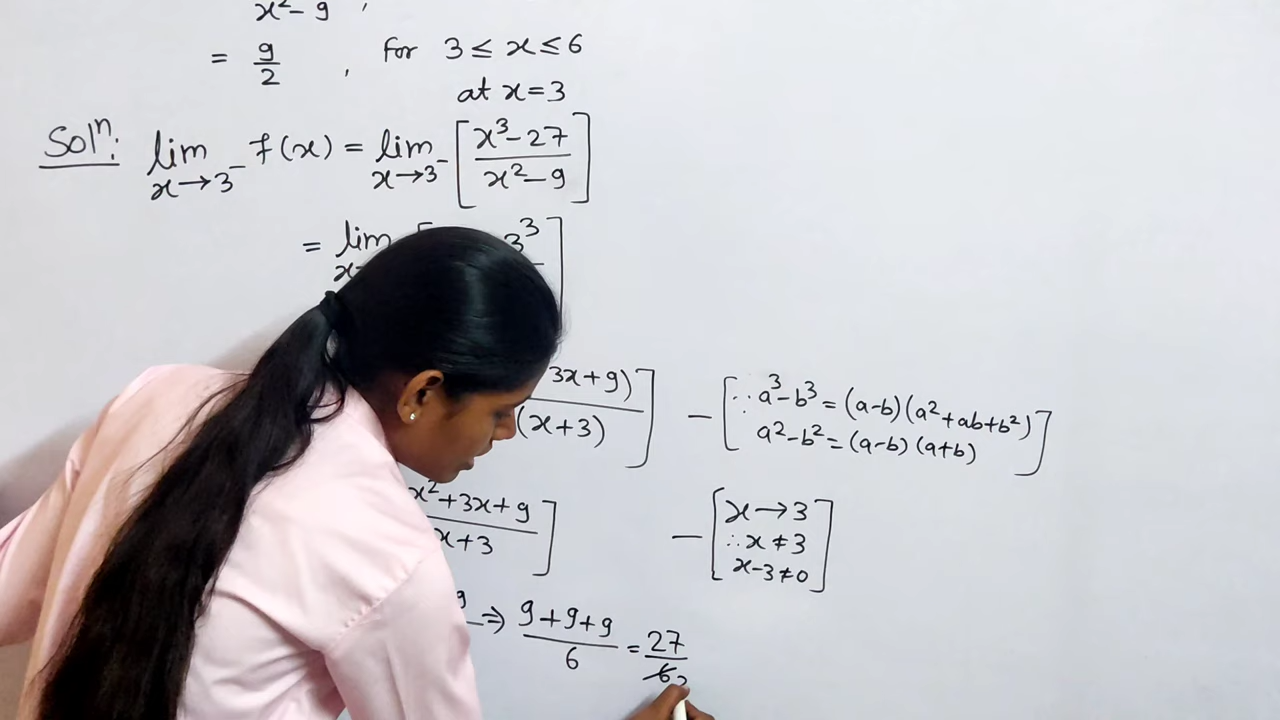 x²-9 ,
= 9/2 , for 3 ≤ x ≤ 6
at x=3
Solⁿ: lim x→3⁻ f(x) = lim x→3⁻ [x³-27 / x²-9]
= lim 3³]
3x+9) / (x+3)] - [∵ a³-b³=(a-b)(a²+ab+b²)
a²-b²=(a-b)(a+b)]
x²+3x+9 / x+3] - [x→3
∴x≠3
x-3≠0]
9 ⇒ 9+9+9 / 6 = 27 / 6